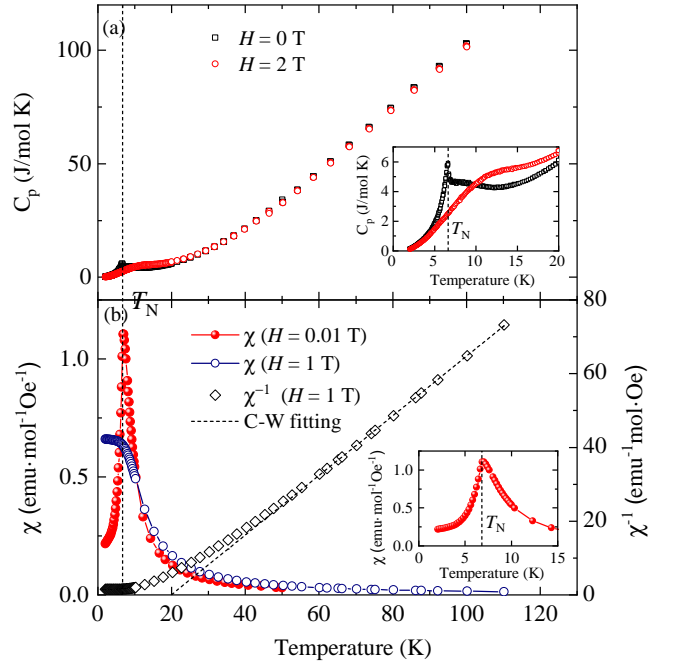 (a)
H = 0 T
H = 2 T
100
50
0
C_p (J/mol K)
6
4
2
0
C_p (J/mol K)
T_N
0 5 10 15 20
Temperature (K)
T_N
(b)
χ (H = 0.01 T)
χ (H = 1 T)
χ⁻¹ (H = 1 T)
C-W fitting
1.0
0.5
0.0
χ (emu·mol⁻¹Oe⁻¹)
80
60
40
20
0
χ⁻¹ (emu⁻¹mol·Oe)
1.0
0.5
0.0
χ (emu·mol⁻¹Oe⁻¹)
T_N
0 5 10 15
Temperature (K)
0 20 40 60 80 100 120
Temperature (K)